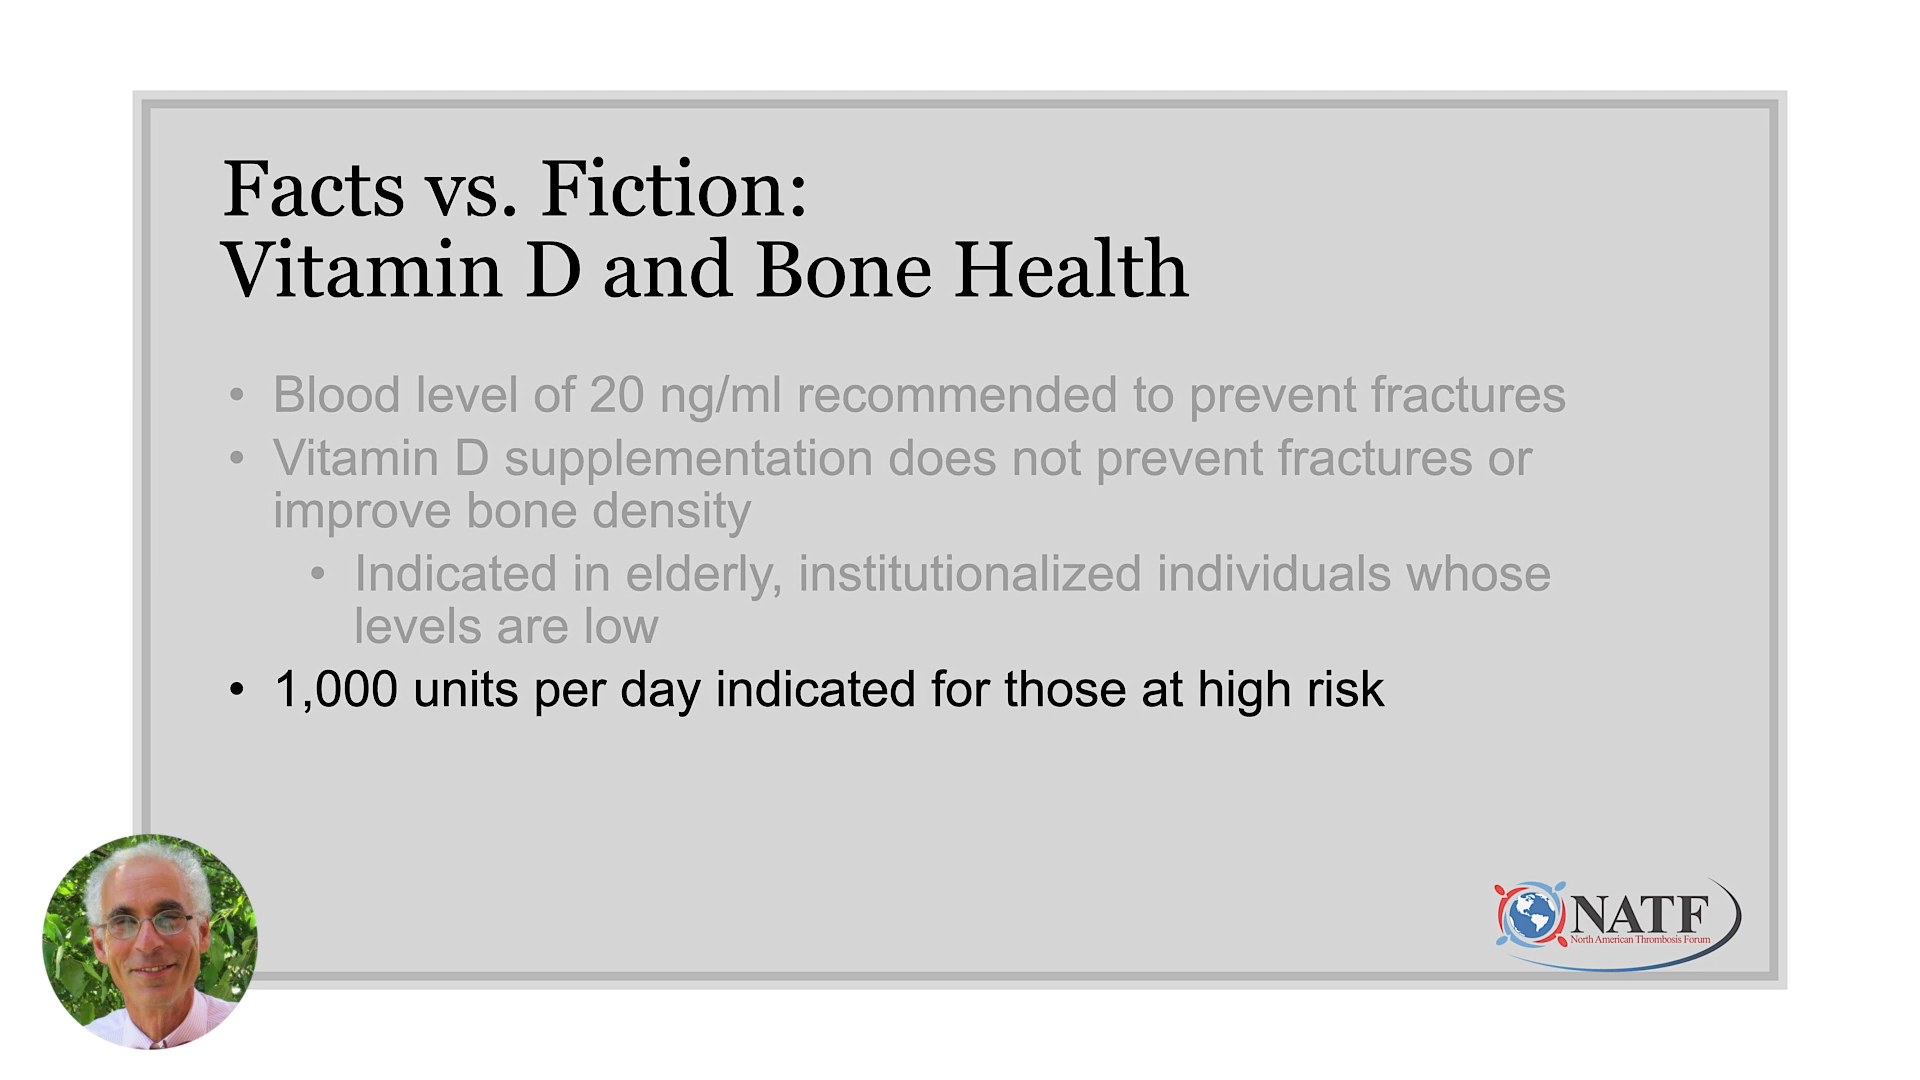 Facts vs. Fiction:
Vitamin D and Bone Health
• Blood level of 20 ng/ml recommended to prevent fractures
• Vitamin D supplementation does not prevent fractures or
improve bone density
• Indicated in elderly, institutionalized individuals whose
levels are low
• 1,000 units per day indicated for those at high risk
NATF
North American Thrombosis Forum